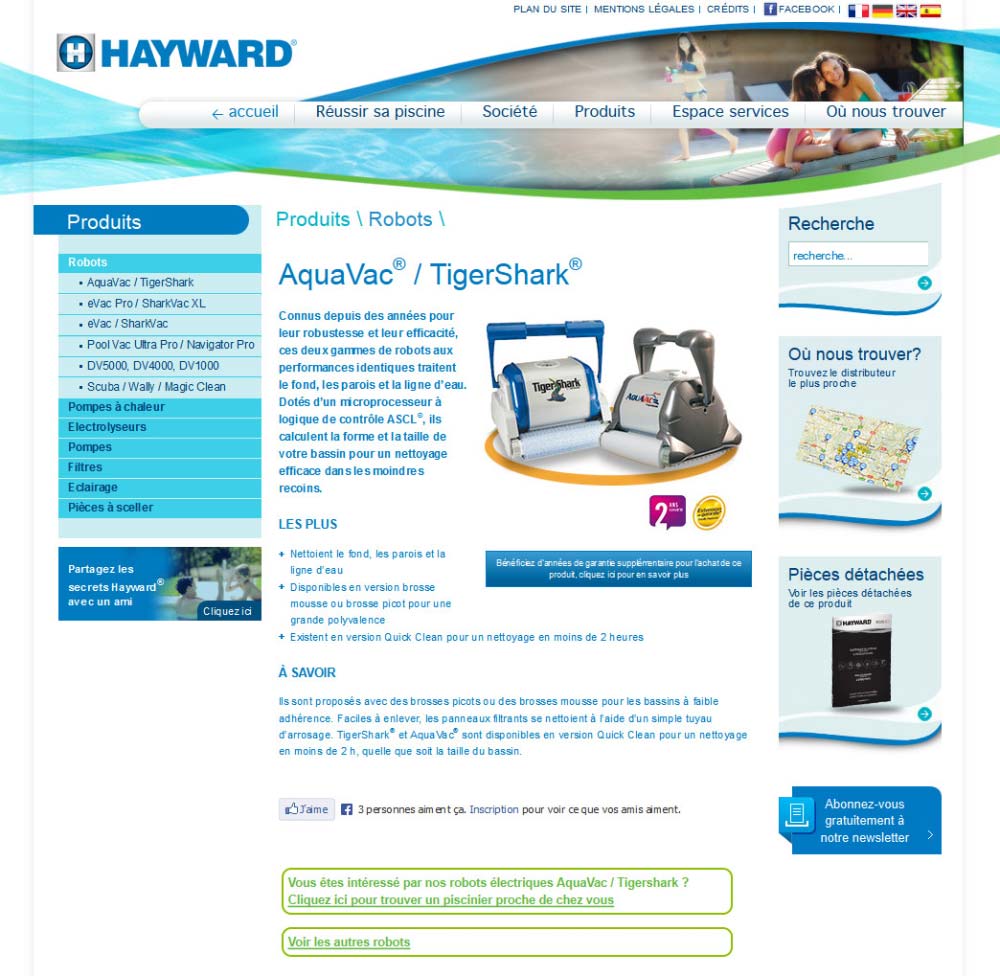 PLAN DU SITE | MENTIONS LÉGALES | CRÉDITS | FACEBOOK |
H HAYWARD®
← accueil
Réussir sa piscine
Société
Produits
Espace services
Où nous trouver
Produits
Robots
AquaVac / TigerShark
eVac Pro / SharkVac XL
eVac / SharkVac
Pool Vac Ultra Pro / Navigator Pro
DV5000, DV4000, DV1000
Scuba / Wally / Magic Clean
Pompes à chaleur
Electrolyseurs
Pompes
Filtres
Eclairage
Pièces à sceller
Partagez les
secrets Hayward®
avec un ami
Cliquez ici
Produits \ Robots \
AquaVac® / TigerShark®
Connus depuis des années pour
leur robustesse et leur efficacité,
ces deux gammes de robots aux
performances identiques traitent
le fond, les parois et la ligne d'eau.
Dotés d'un microprocesseur à
logique de contrôle ASCL®, ils
calculent la forme et la taille de
votre bassin pour un nettoyage
efficace dans les moindres
recoins.
TigerShark
AQUAVAC
2 ANS
LES PLUS
+ Nettoient le fond, les parois et la
ligne d'eau
+ Disponibles en version brosse
mousse ou brosse picot pour une
grande polyvalence
+ Existent en version Quick Clean pour un nettoyage en moins de 2 heures
Bénéficiez d'années de garantie supplémentaire pour l'achat de ce
produit, cliquez ici pour en savoir plus
À SAVOIR
Ils sont proposés avec des brosses picots ou des brosses mousse pour les bassins à faible
adhérence. Faciles à enlever, les panneaux filtrants se nettoient à l'aide d'un simple tuyau
d'arrosage. TigerShark® et AquaVac® sont disponibles en version Quick Clean pour un nettoyage
en moins de 2 h, quelle que soit la taille du bassin.
J'aime
3 personnes aiment ça. Inscription pour voir ce que vos amis aiment.
Vous êtes intéressé par nos robots électriques AquaVac / Tigershark ?
Cliquez ici pour trouver un piscinier proche de chez vous
Voir les autres robots
Recherche
recherche...
Où nous trouver?
Trouvez le distributeur
le plus proche
Pièces détachées
Voir les pièces détachées
de ce produit
HAYWARD
Abonnez-vous
gratuitement à
notre newsletter